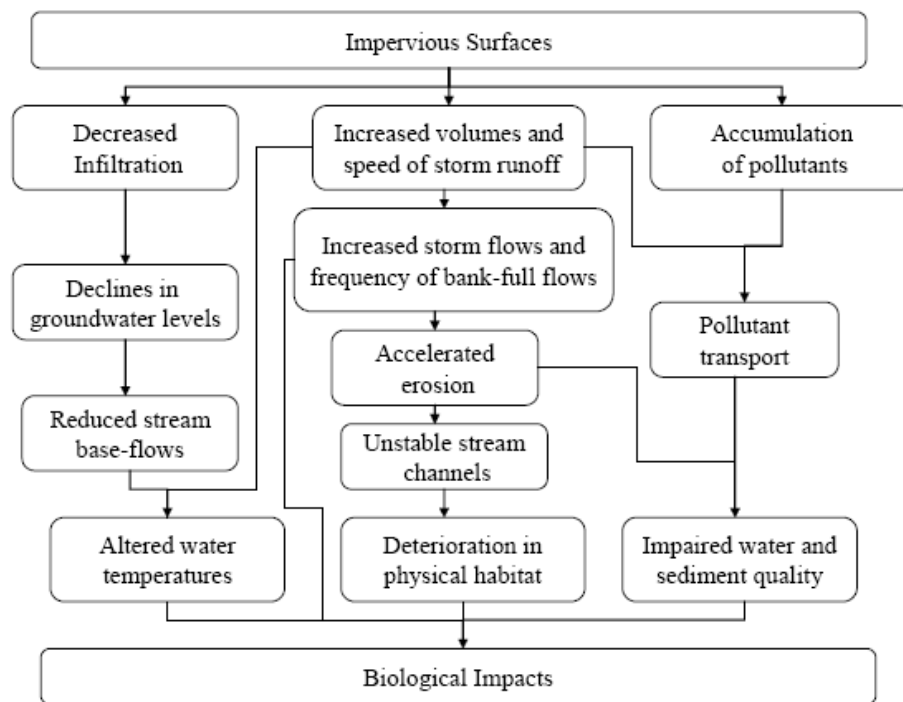 Impervious Surfaces
Decreased
Infiltration
Increased volumes and
speed of storm runoff
Accumulation
of pollutants
Increased storm flows and
frequency of bank-full flows
Declines in
groundwater levels
Pollutant
transport
Accelerated
erosion
Reduced stream
base-flows
Unstable stream
channels
Altered water
temperatures
Deterioration in
physical habitat
Impaired water and
sediment quality
Biological Impacts